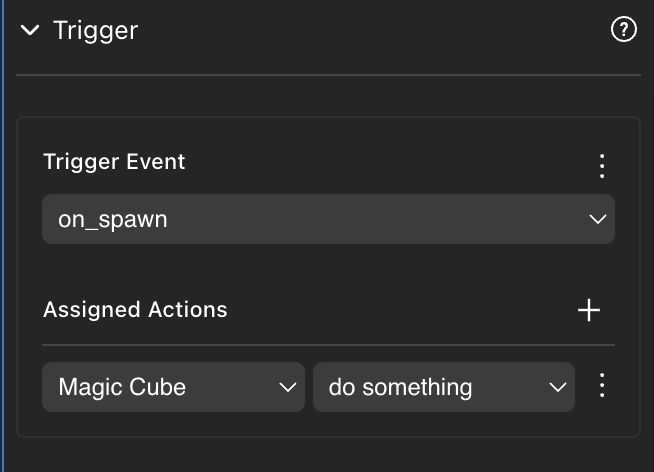 Trigger
Trigger Event
on_spawn
Assigned Actions
Magic Cube do something